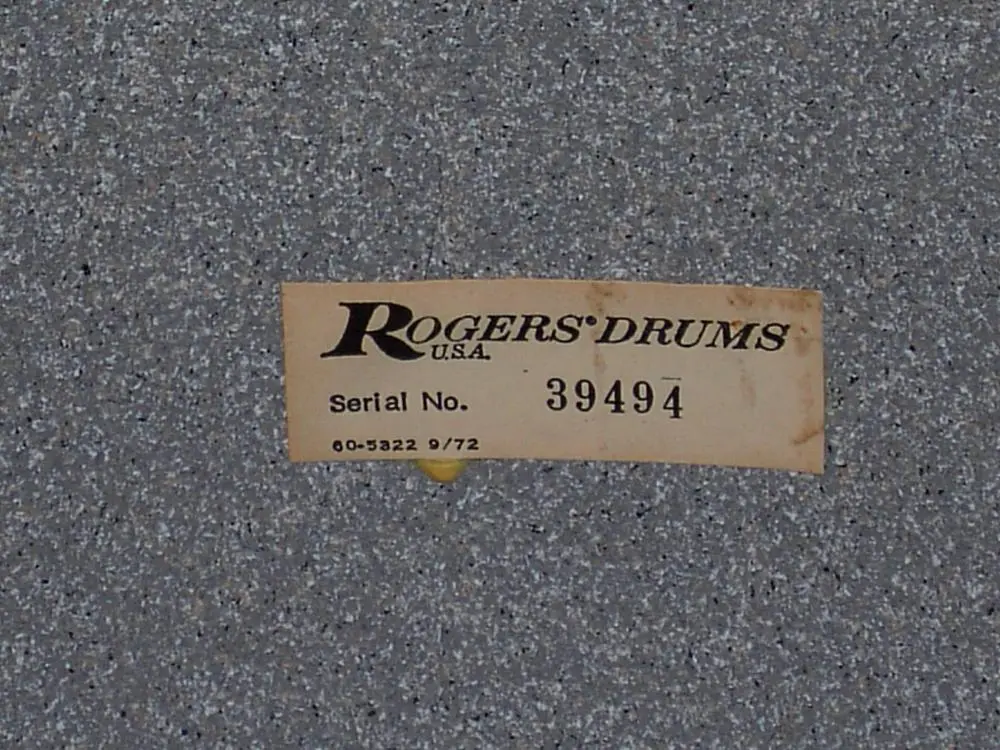 ROGERS® DRUMS
U.S.A.
Serial No. 39494
60-5322 9/72